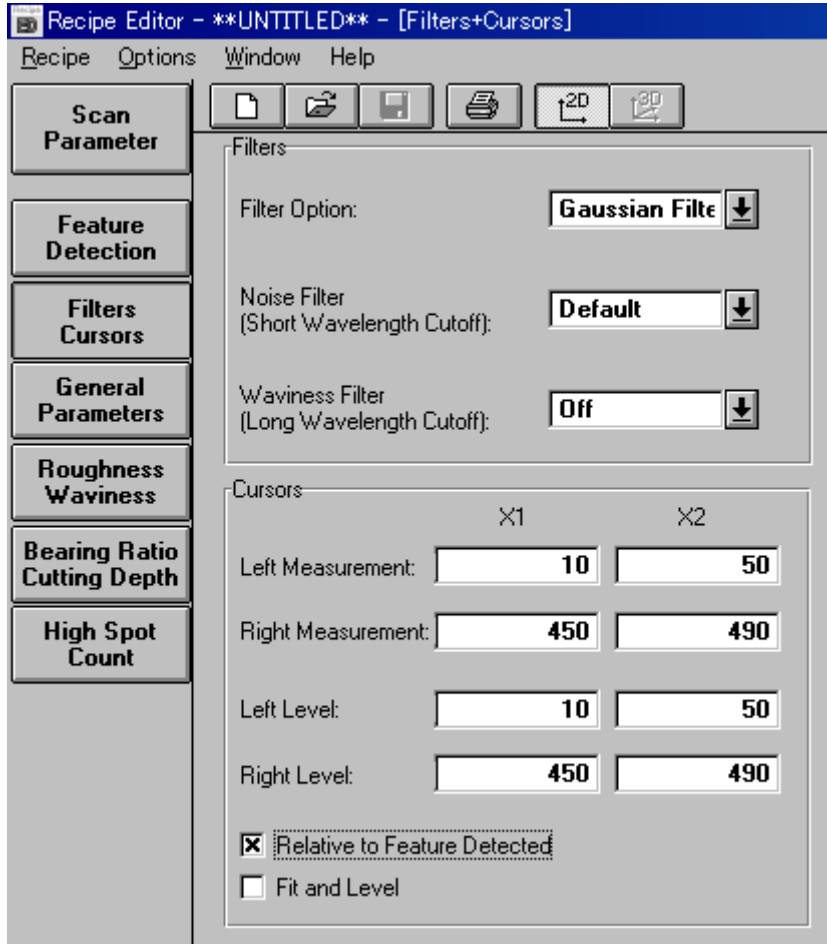 Recipe Editor - **UNTITLED** - [Filters+Cursors]
Recipe Options Window Help
Scan
Parameter
2D
3D
Feature
Detection
Filters
Cursors
General
Parameters
Roughness
Waviness
Bearing Ratio
Cutting Depth
High Spot
Count
Filters
Filter Option: Gaussian Filte
Noise Filter
(Short Wavelength Cutoff): Default
Waviness Filter
(Long Wavelength Cutoff): Off
Cursors
X1 X2
Left Measurement: 10 50
Right Measurement: 450 490
Left Level: 10 50
Right Level: 450 490
Relative to Feature Detected
Fit and Level